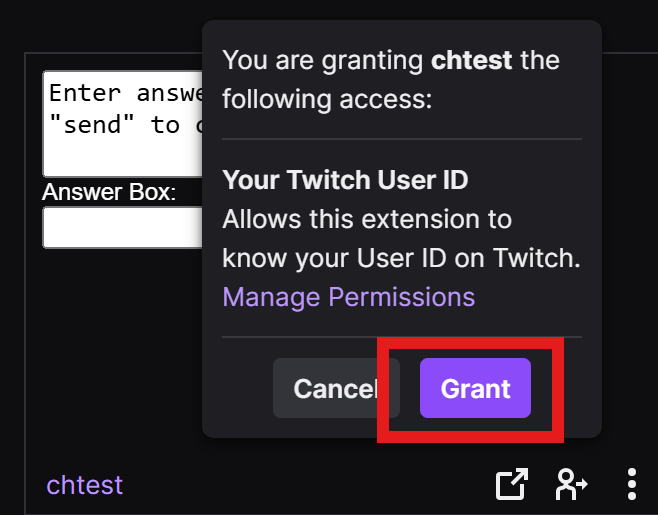 You are granting chtest the
following access:
Enter answe
"send" to c
Your Twitch User ID
Answer Box:
Allows this extension to
know your User ID on Twitch.
Manage Permissions
Cancel
Grant
chtest